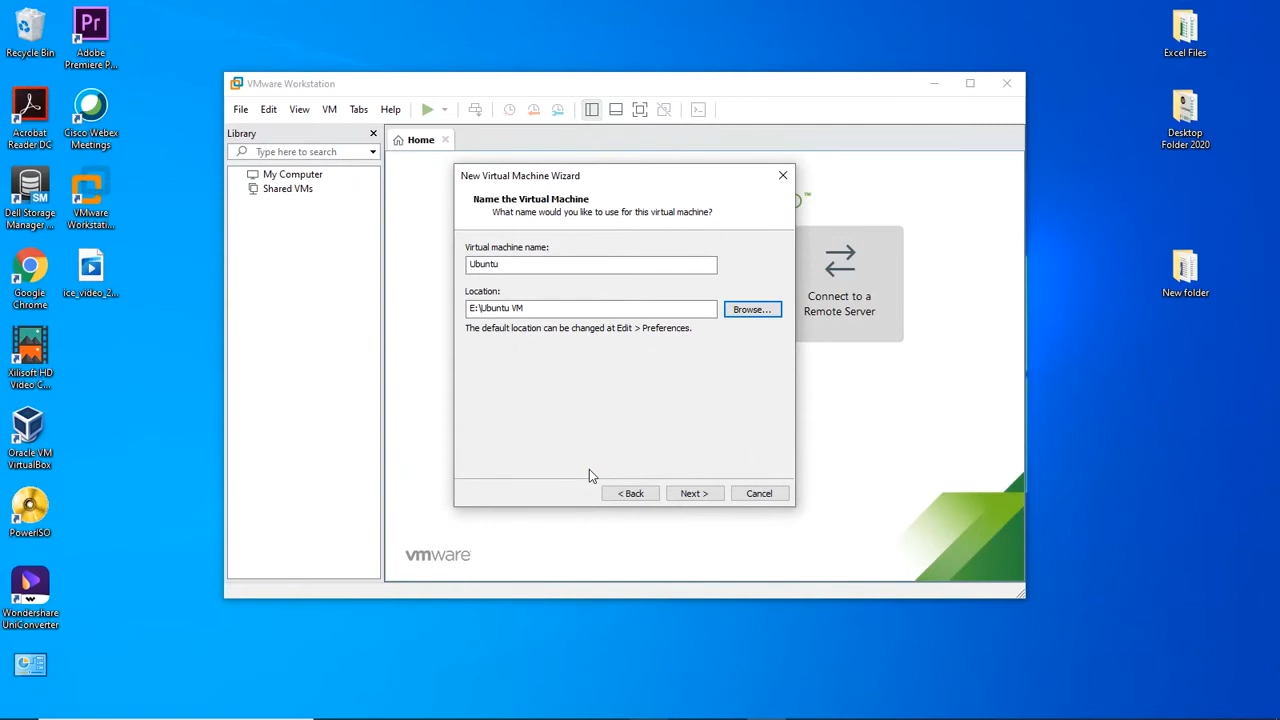 Recycle Bin
Adobe
Premiere P...
Acrobat
Reader DC
Cisco Webex
Meetings
Dell Storage
Manager ...
VMware
Workstati...
Google
Chrome
ice_video_2...
Xilisoft HD
Video C...
Oracle VM
VirtualBox
PowerISO
Wondershare
UniConverter
Excel Files
Desktop
Folder 2020
New folder
VMware Workstation
File Edit View VM Tabs Help
Library
Type here to search
My Computer
Shared VMs
Home
New Virtual Machine Wizard
Name the Virtual Machine
What name would you like to use for this virtual machine?
Virtual machine name:
Ubuntu
Location:
E:\Ubuntu VM
Browse...
The default location can be changed at Edit > Preferences.
< Back Next > Cancel
™
Connect to a
Remote Server
vmware
Pr
SM